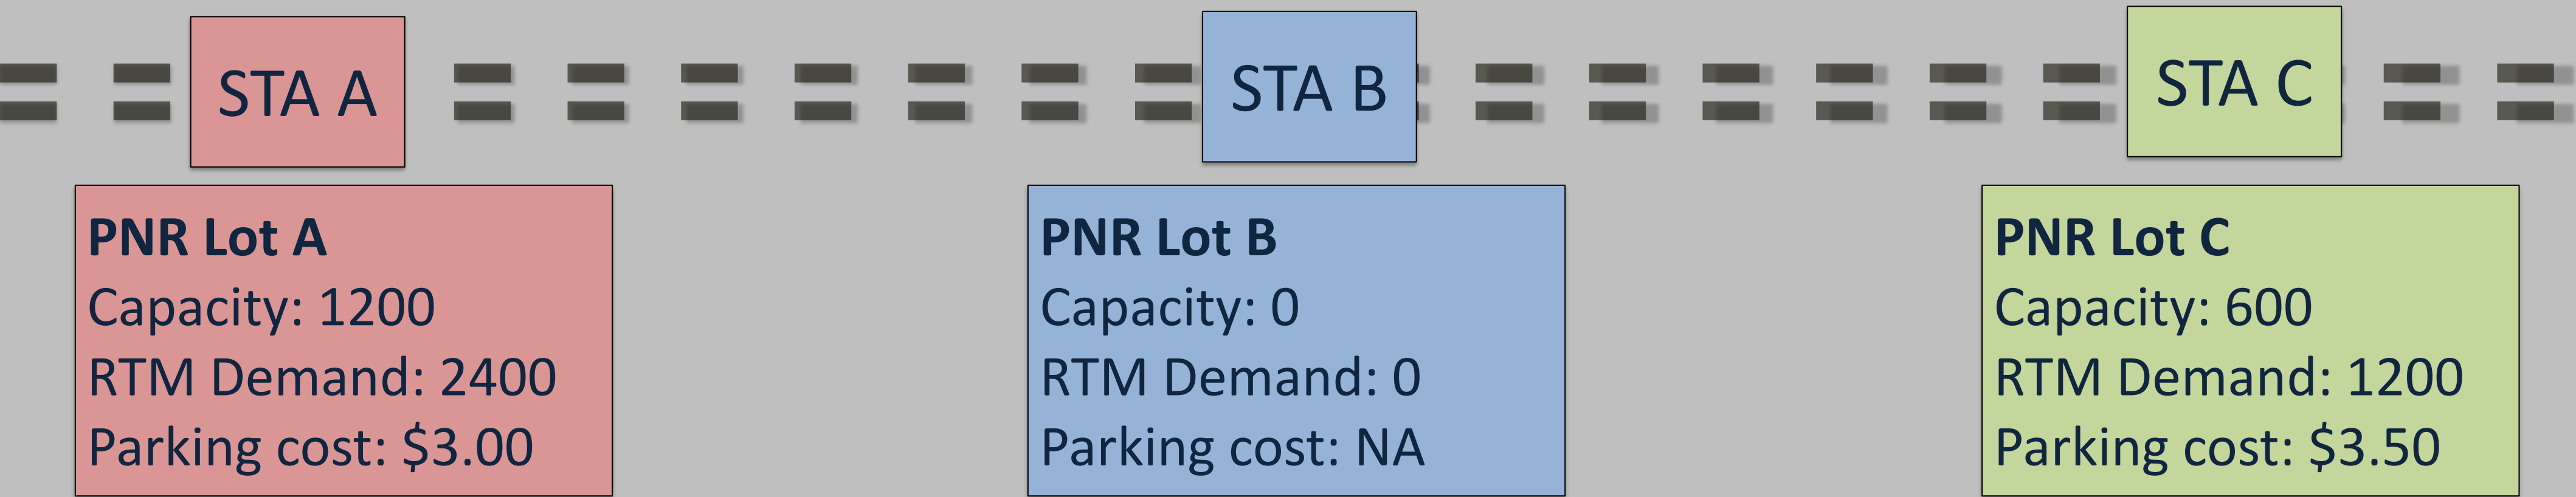 STA A
STA B
STA C
PNR Lot A
Capacity: 1200
RTM Demand: 2400
Parking cost: $3.00
PNR Lot B
Capacity: 0
RTM Demand: 0
Parking cost: NA
PNR Lot C
Capacity: 600
RTM Demand: 1200
Parking cost: $3.50